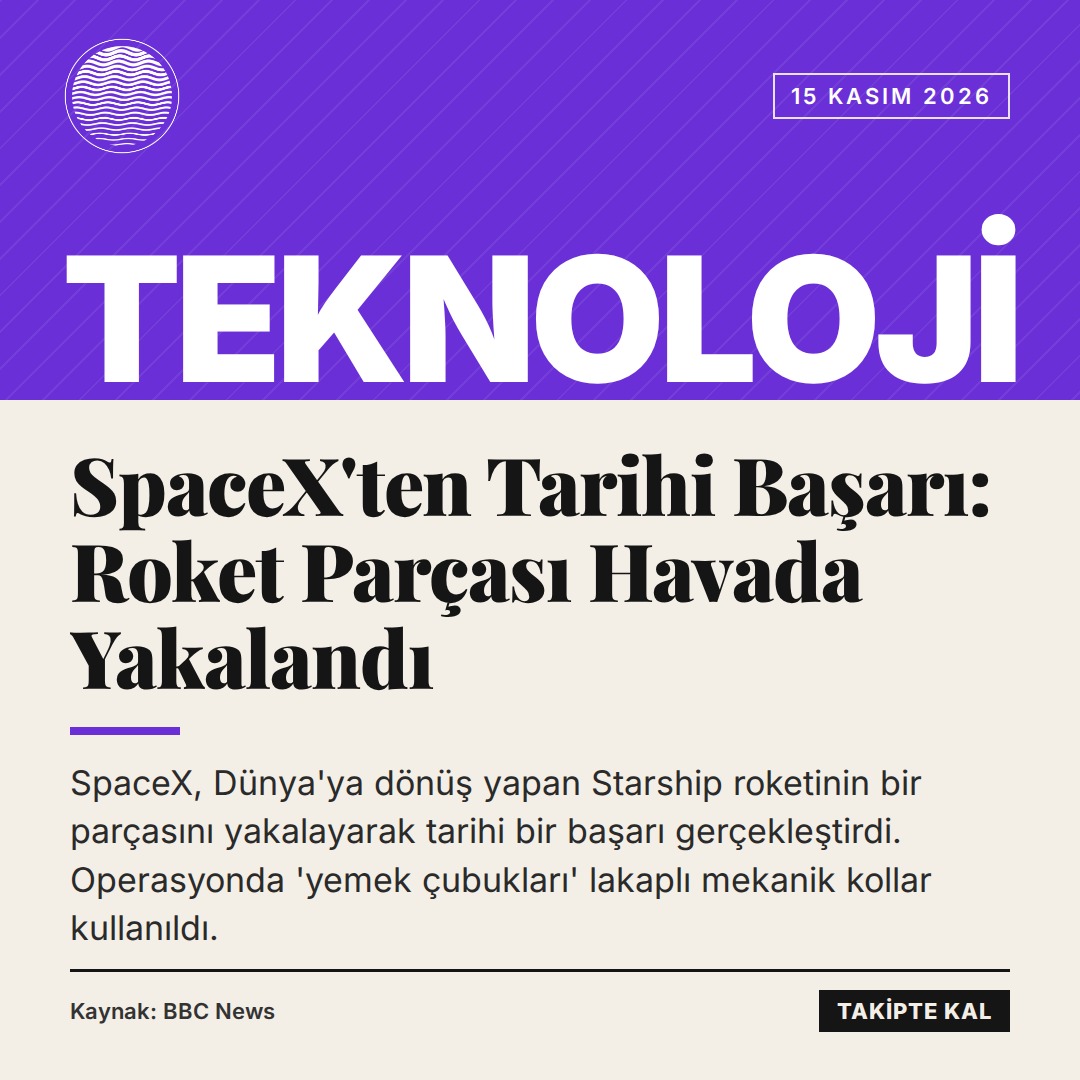 15 KASIM 2026
TEKNOLOJİ
SpaceX'ten Tarihi Başarı:
Roket Parçası Havada
Yakalandı
SpaceX, Dünya'ya dönüş yapan Starship roketinin bir
parçasını yakalayarak tarihi bir başarı gerçekleştirdi.
Operasyonda 'yemek çubukları' lakaplı mekanik kollar
kullanıldı.
Kaynak: BBC News
TAKİPTE KAL